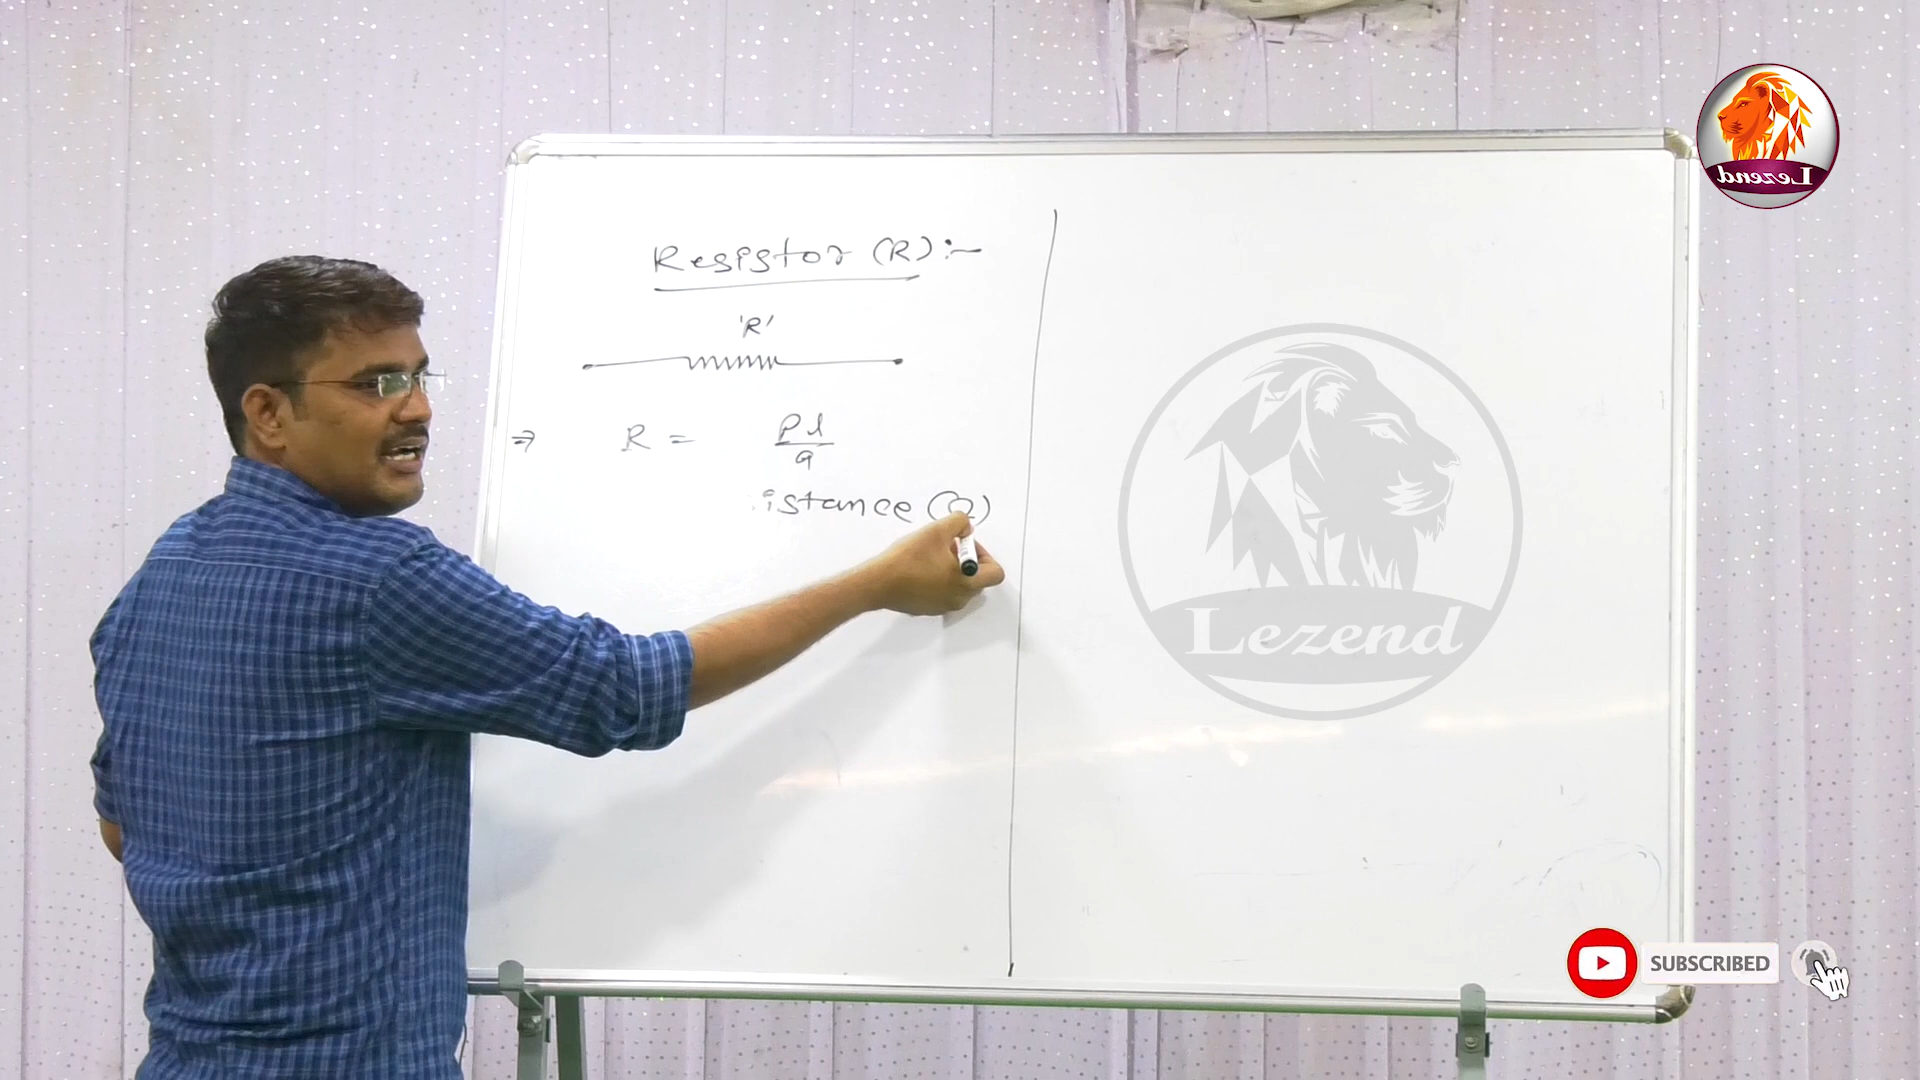 Resistor (R):-
'R'
⇒ R = ρl/a
istance (Ω)
Lezend
Lezend
SUBSCRIBED